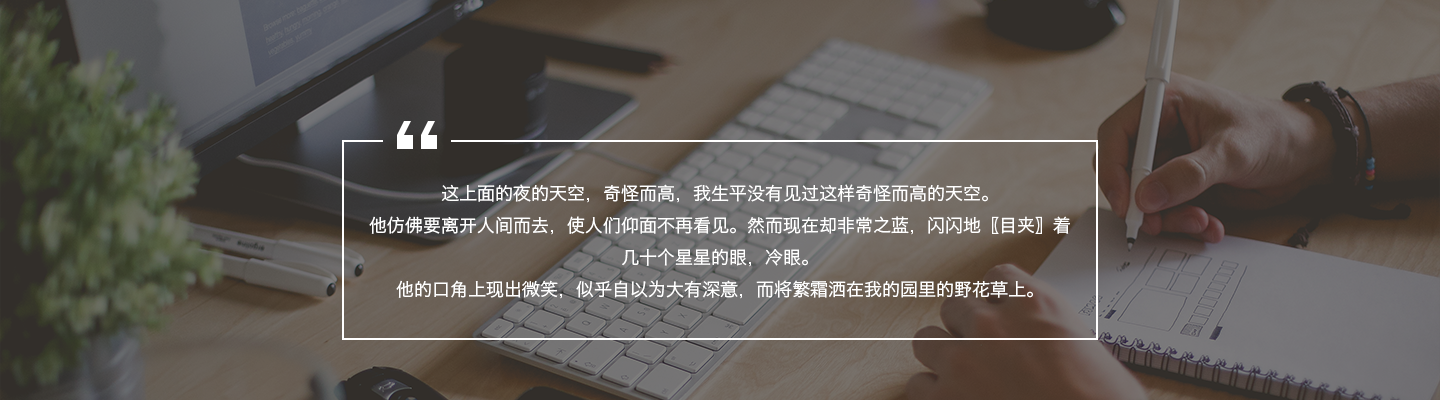 这上面的夜的天空，奇怪而高，我生平没有见过这样奇怪而高的天空。
他仿佛要离开人间而去，使人们仰面不再看见。然而现在却非常之蓝，闪闪地〖目夹〗着
几十个星星的眼，冷眼。
他的口角上现出微笑，似乎自以为大有深意，而将繁霜洒在我的园里的野花草上。